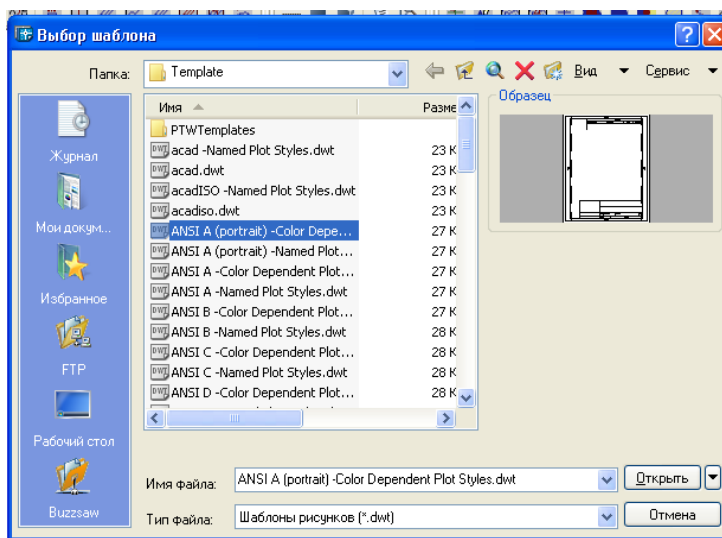 Выбор шаблона
Папка: Template Вид Сервис
Имя Разме
Образец
PTWTemplates
acad -Named Plot Styles.dwt 23 K
acad.dwt 23 K
acadISO -Named Plot Styles.dwt 23 K
acadiso.dwt 23 K
ANSI A (portrait) -Color Depe... 27 K
ANSI A (portrait) -Named Plot... 27 K
ANSI A -Color Dependent Plot... 27 K
ANSI A -Named Plot Styles.dwt 27 K
ANSI B -Color Dependent Plot... 27 K
ANSI B -Named Plot Styles.dwt 28 K
ANSI C -Color Dependent Plot... 28 K
ANSI C -Named Plot Styles.dwt 28 K
ANSI D -Color Dependent Plot... 28 K
Журнал
Мои докум...
Избранное
FTP
Рабочий стол
Buzzsaw
Имя файла: ANSI A (portrait) -Color Dependent Plot Styles.dwt Открыть
Тип файла: Шаблоны рисунков (*.dwt) Отмена